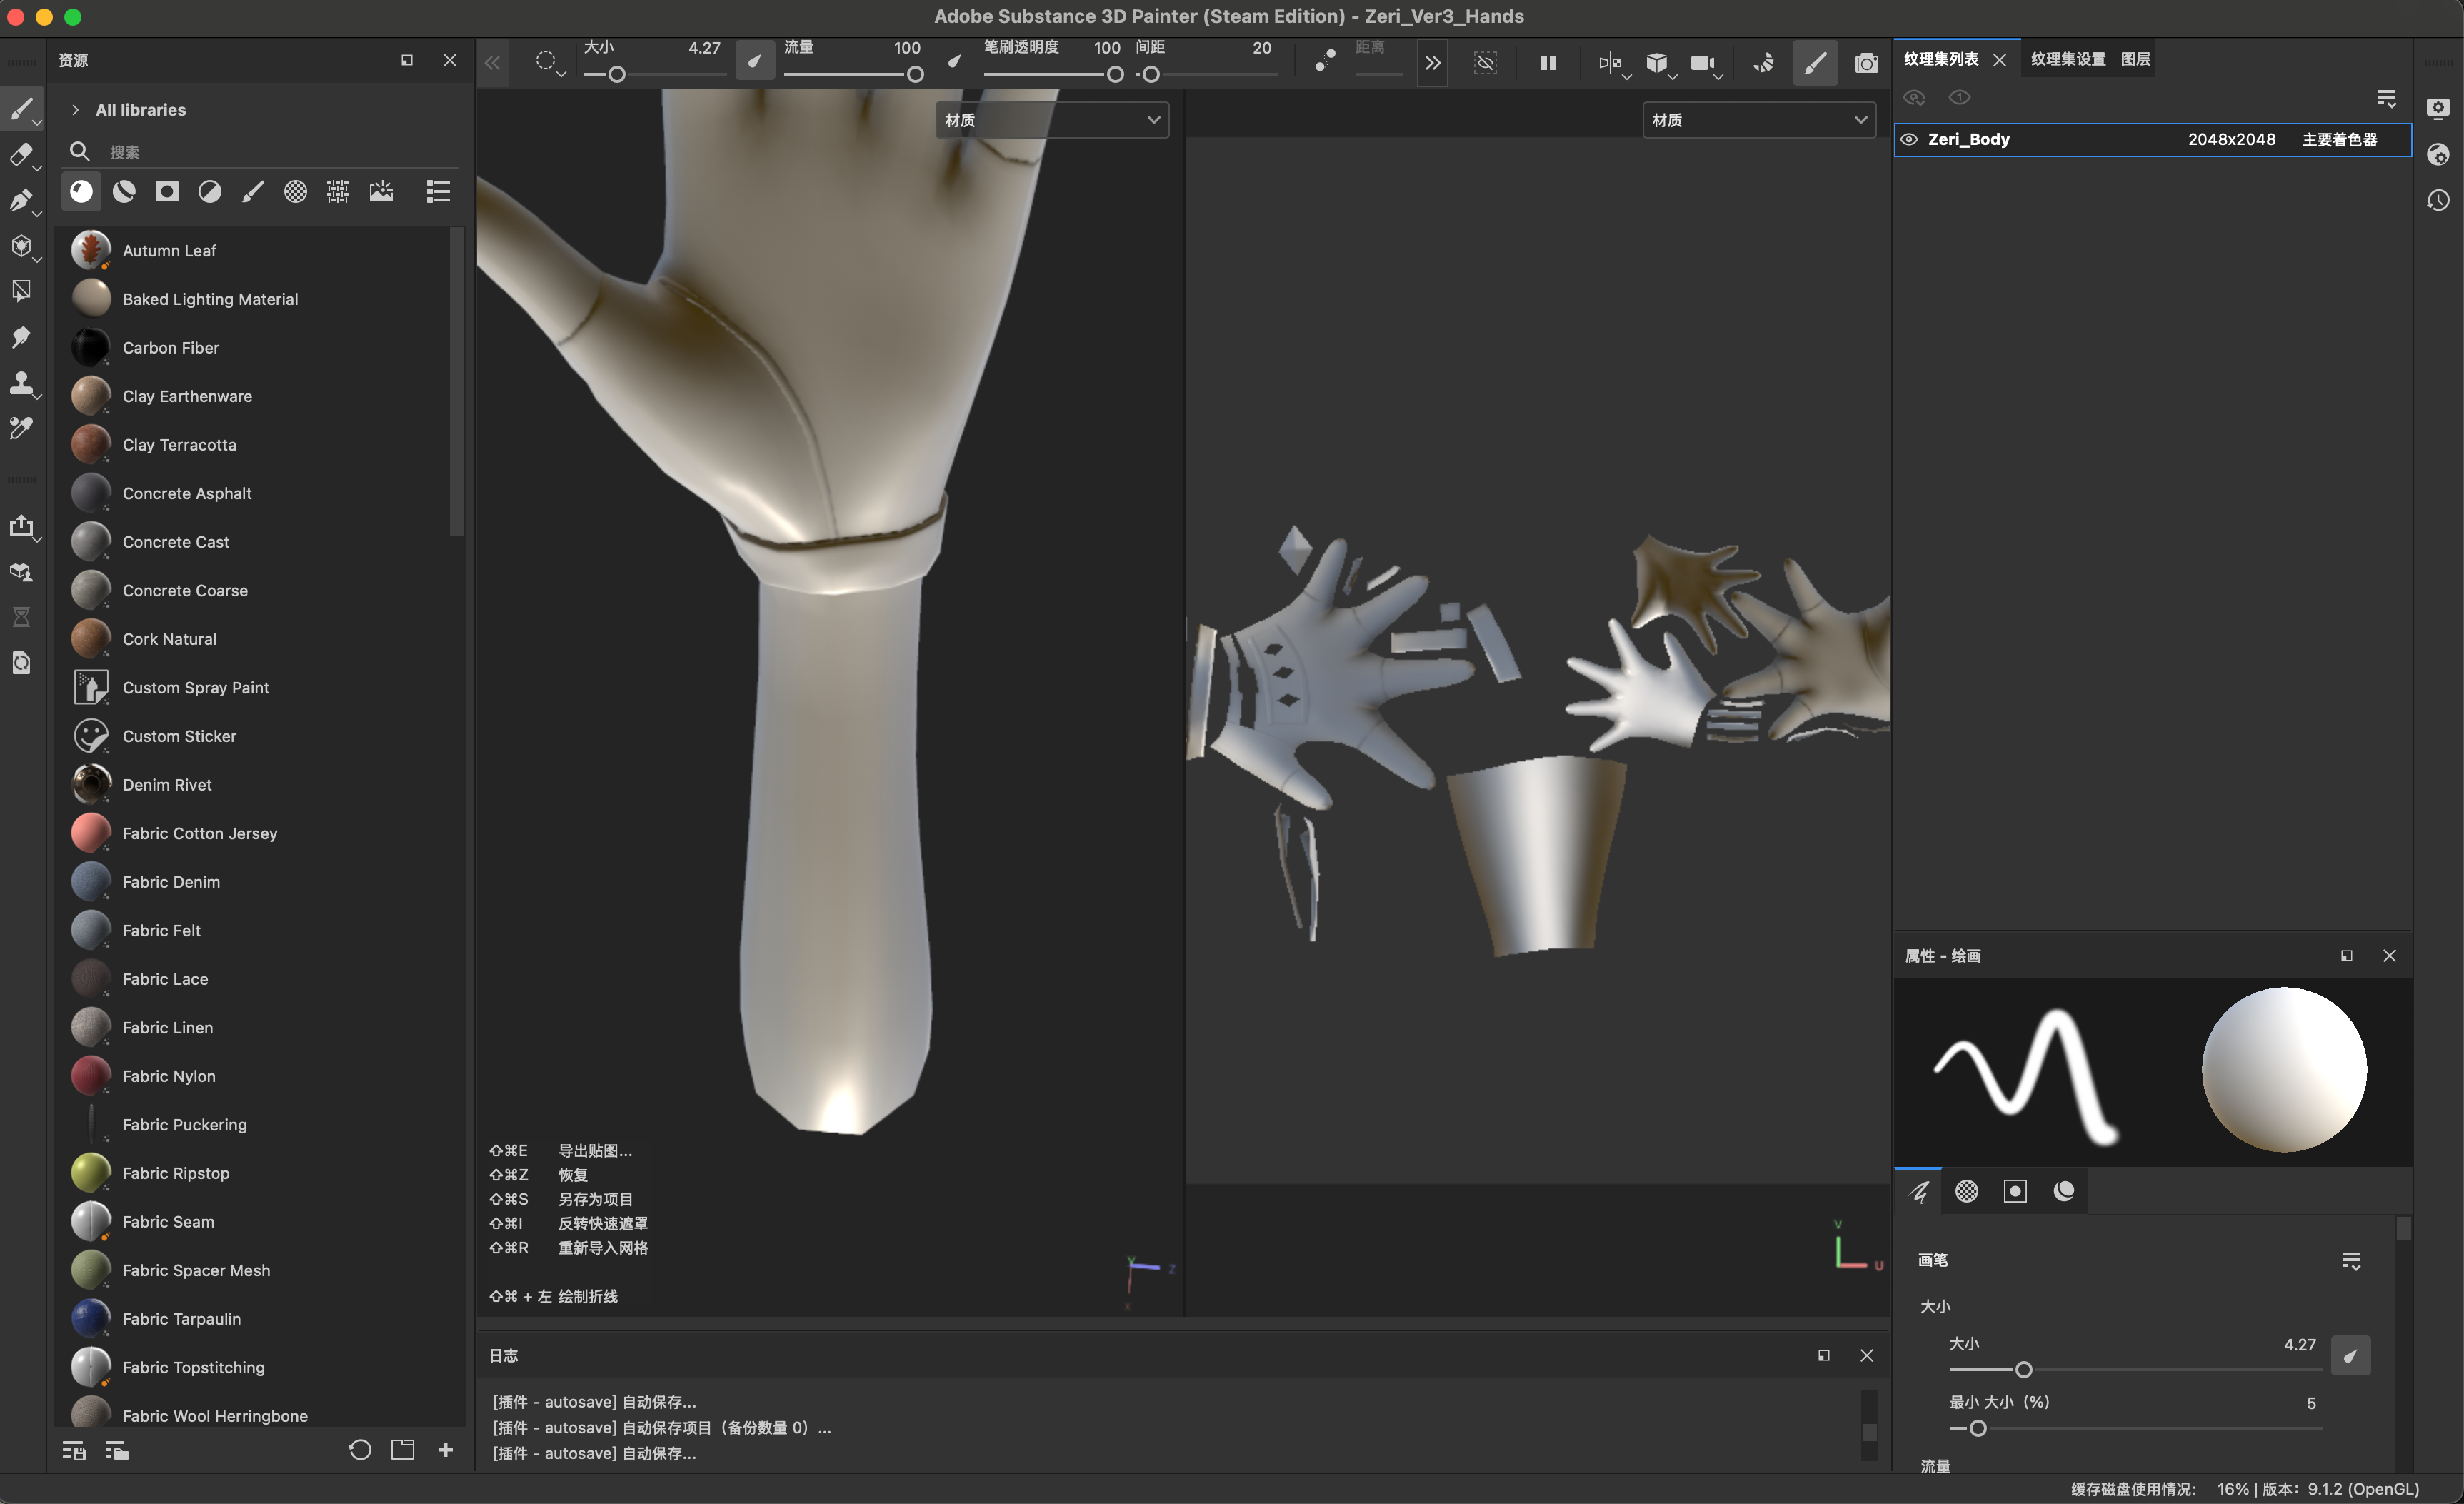 Adobe Substance 3D Painter (Steam Edition) - Zeri_Ver3_Hands
资源
All libraries
搜索
Autumn Leaf
Baked Lighting Material
Carbon Fiber
Clay Earthenware
Clay Terracotta
Concrete Asphalt
Concrete Cast
Concrete Coarse
Cork Natural
Custom Spray Paint
Custom Sticker
Denim Rivet
Fabric Cotton Jersey
Fabric Denim
Fabric Felt
Fabric Lace
Fabric Linen
Fabric Nylon
Fabric Puckering
Fabric Ripstop
Fabric Seam
Fabric Spacer Mesh
Fabric Tarpaulin
Fabric Topstitching
Fabric Wool Herringbone
大小 4.27 流量 100 笔刷透明度 100 间距 20 距离
材质
材质
⇧⌘E 导出贴图...
⇧⌘Z 恢复
⇧⌘S 另存为项目
⇧⌘I 反转快速遮罩
⇧⌘R 重新导入网格
⇧⌘ + 左 绘制折线
Y Z X
V U
日志
[插件 - autosave] 自动保存...
[插件 - autosave] 自动保存项目（备份数量 0）...
[插件 - autosave] 自动保存...
纹理集列表 纹理集设置 图层
Zeri_Body 2048x2048 主要着色器
属性 - 绘画
画笔
大小
大小 4.27
最小 大小（%） 5
流量
缓存磁盘使用情况: 16% | 版本: 9.1.2 (OpenGL)